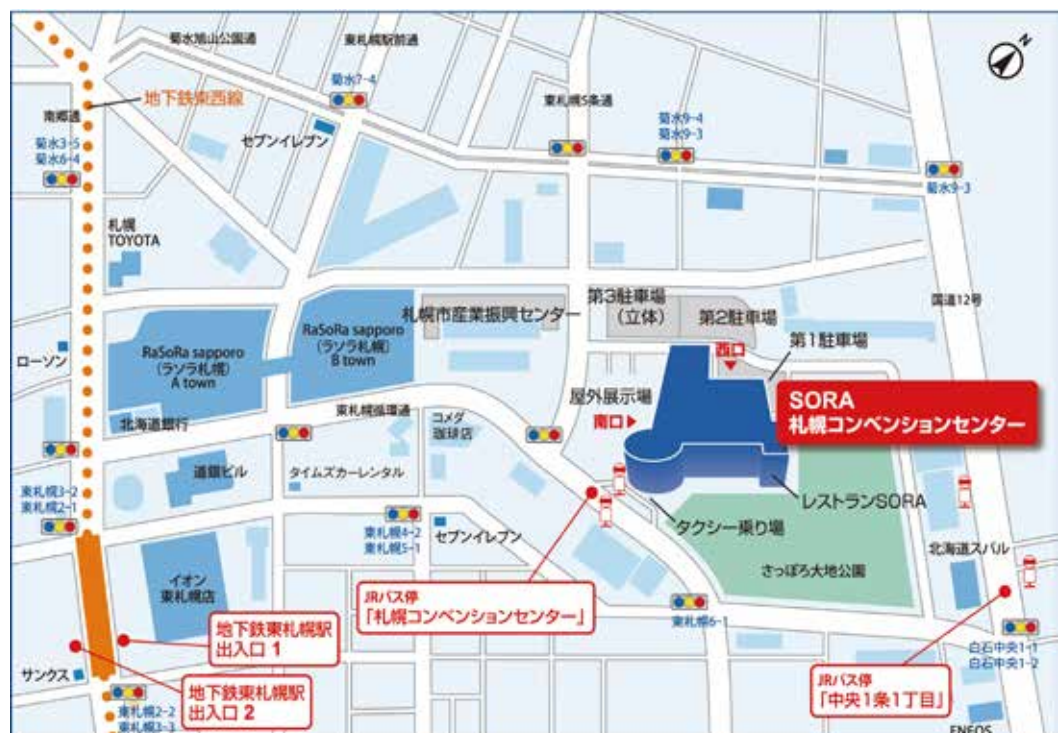 菊水旭山公園通
東札幌駅前通
N
菊水7-4
地下鉄東西線
南郷通
菊水3-5
菊水6-4
セブンイレブン
東札幌5条通
菊水9-4
菊水9-3
菊水9-3
札幌
TOYOTA
国道12号
札幌市産業振興センター
第3駐車場
（立体）
第2駐車場
第1駐車場
西口
RaSoRa sapporo
（ラソラ札幌）
A town
RaSoRa sapporo
（ラソラ札幌）
B town
ローソン
屋外展示場
南口
SORA
札幌コンベンションセンター
北海道銀行
東札幌循環通
コメダ
珈琲店
道銀ビル
タイムズカーレンタル
レストランSORA
タクシー乗り場
東札幌3-2
東札幌2-1
東札幌4-2
東札幌5-1
セブンイレブン
北海道スバル
さっぽろ大地公園
イオン
東札幌店
JRバス停
「札幌コンベンションセンター」
東札幌6-1
地下鉄東札幌駅
出入口 1
白石中央1-1
白石中央1-2
サンクス
地下鉄東札幌駅
出入口 2
JRバス停
「中央1条1丁目」
東札幌2-2
東札幌3-3
ENEOS